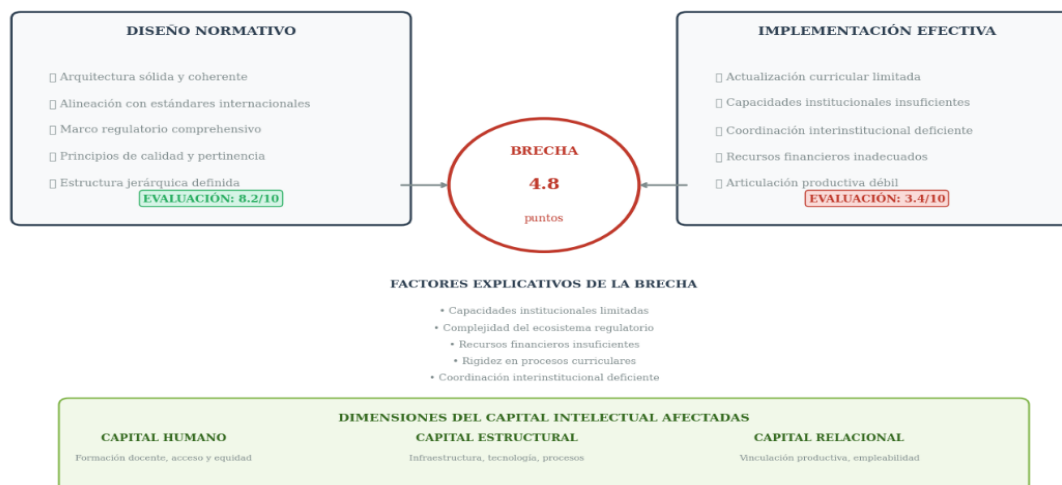 DISEÑO NORMATIVO
Arquitectura sólida y coherente
Alineación con estándares internacionales
Marco regulatorio comprehensivo
Principios de calidad y pertinencia
Estructura jerárquica definida
EVALUACIÓN: 8.2/10
BRECHA
4.8
puntos
IMPLEMENTACIÓN EFECTIVA
Actualización curricular limitada
Capacidades institucionales insuficientes
Coordinación interinstitucional deficiente
Recursos financieros inadecuados
Articulación productiva débil
EVALUACIÓN: 3.4/10
FACTORES EXPLICATIVOS DE LA BRECHA
• Capacidades institucionales limitadas
• Complejidad del ecosistema regulatorio
• Recursos financieros insuficientes
• Rigidez en procesos curriculares
• Coordinación interinstitucional deficiente
DIMENSIONES DEL CAPITAL INTELECTUAL AFECTADAS
CAPITAL HUMANO
Formación docente, acceso y equidad
CAPITAL ESTRUCTURAL
Infraestructura, tecnología, procesos
CAPITAL RELACIONAL
Vinculación productiva, empleabilidad